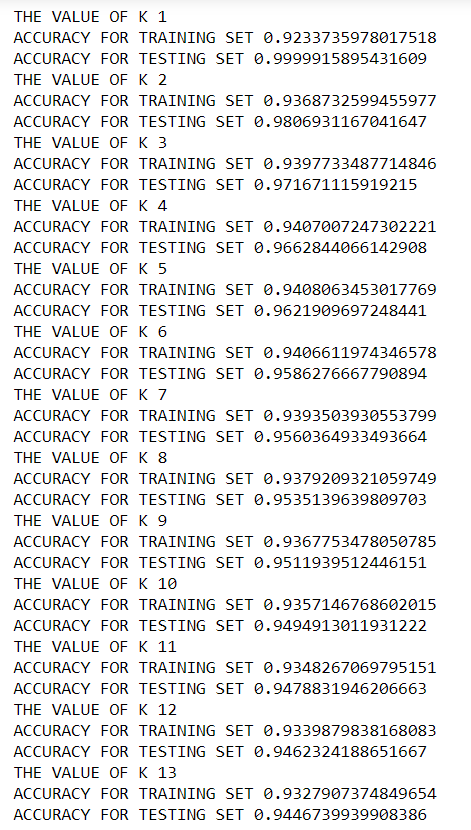 THE VALUE OF K 1
ACCURACY FOR TRAINING SET 0.9233735978017518
ACCURACY FOR TESTING SET 0.9999915895431609
THE VALUE OF K 2
ACCURACY FOR TRAINING SET 0.9368732599455977
ACCURACY FOR TESTING SET 0.9806931167041647
THE VALUE OF K 3
ACCURACY FOR TRAINING SET 0.9397733487714846
ACCURACY FOR TESTING SET 0.971671115919215
THE VALUE OF K 4
ACCURACY FOR TRAINING SET 0.9407007247302221
ACCURACY FOR TESTING SET 0.9662844066142908
THE VALUE OF K 5
ACCURACY FOR TRAINING SET 0.9408063453017769
ACCURACY FOR TESTING SET 0.9621909697248441
THE VALUE OF K 6
ACCURACY FOR TRAINING SET 0.9406611974346578
ACCURACY FOR TESTING SET 0.9586276667790894
THE VALUE OF K 7
ACCURACY FOR TRAINING SET 0.9393503930553799
ACCURACY FOR TESTING SET 0.9560364933493664
THE VALUE OF K 8
ACCURACY FOR TRAINING SET 0.9379209321059749
ACCURACY FOR TESTING SET 0.9535139639809703
THE VALUE OF K 9
ACCURACY FOR TRAINING SET 0.9367753478050785
ACCURACY FOR TESTING SET 0.9511939512446151
THE VALUE OF K 10
ACCURACY FOR TRAINING SET 0.9357146768602015
ACCURACY FOR TESTING SET 0.9494913011931222
THE VALUE OF K 11
ACCURACY FOR TRAINING SET 0.9348267069795151
ACCURACY FOR TESTING SET 0.9478831946206663
THE VALUE OF K 12
ACCURACY FOR TRAINING SET 0.9339879838168083
ACCURACY FOR TESTING SET 0.9462324188651667
THE VALUE OF K 13
ACCURACY FOR TRAINING SET 0.9327907374849654
ACCURACY FOR TESTING SET 0.9446739939908386